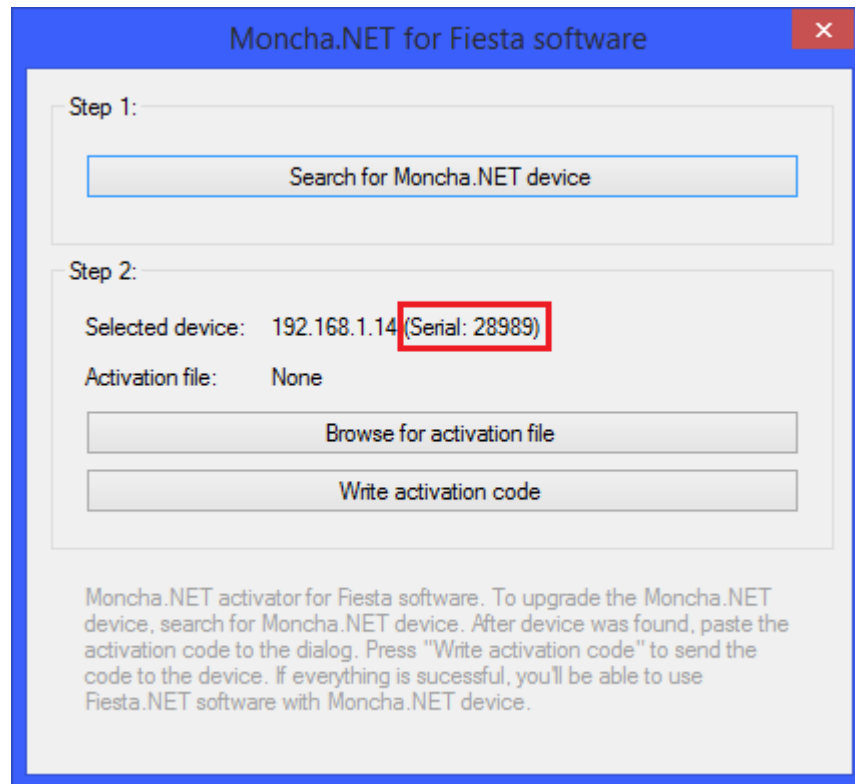 Moncha.NET for Fiesta software
Step 1:
Search for Moncha.NET device
Step 2:
Selected device: 192.168.1.14 (Serial: 28989)
Activation file: None
Browse for activation file
Write activation code
Moncha.NET activator for Fiesta software. To upgrade the Moncha.NET
device, search for Moncha.NET device. After device was found, paste the
activation code to the dialog. Press "Write activation code" to send the
code to the device. If everything is sucessful, you'll be able to use
Fiesta.NET software with Moncha.NET device.